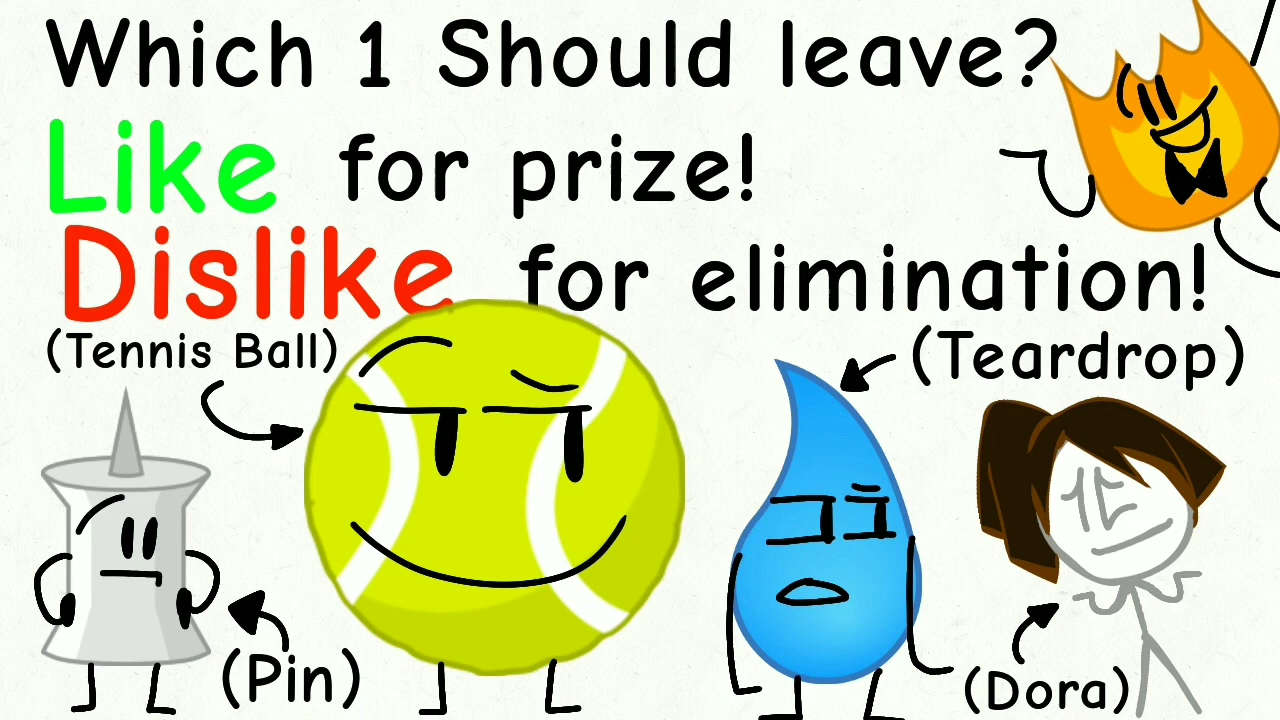 Which 1 Should leave?
Like for prize!
Dislike for elimination!
(Tennis Ball)
(Teardrop)
(Pin)
(Dora)